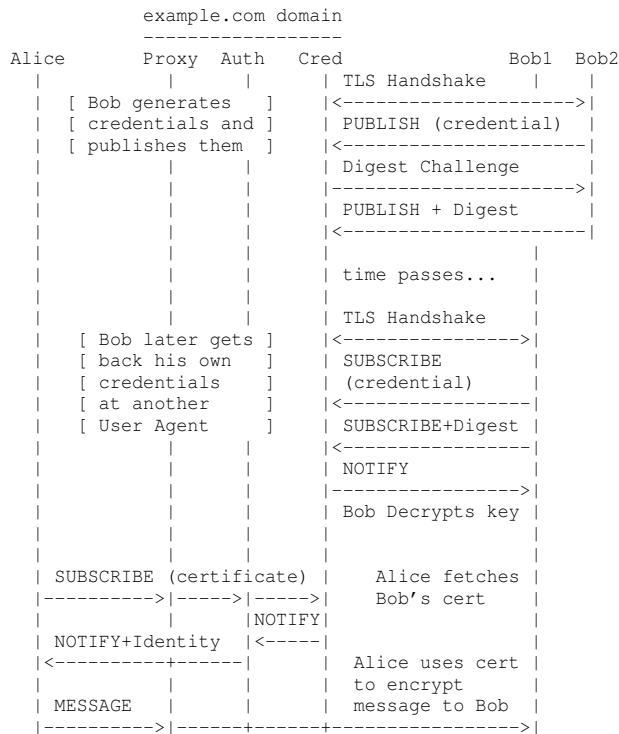 example.com domain
-------------------
Alice Proxy Auth Cred Bob1 Bob2
| | | | TLS Handshake | |
| [ Bob generates ] |<--------------------->|
| [ credentials and ] | PUBLISH (credential) |
| [ publishes them ] |<----------------------|
| | | | Digest Challenge |
| | | |---------------------->|
| | | | PUBLISH + Digest |
| | | |<----------------------|
| | | | |
| | | | time passes... |
| | | | |
| | | | TLS Handshake |
| [ Bob later gets ] |<---------------->|
| [ back his own ] | SUBSCRIBE |
| [ credentials ] | (credential) |
| [ at another ] |<-----------------|
| [ User Agent ] | SUBSCRIBE+Digest |
| | | |<-----------------|
| | | | NOTIFY |
| | | |----------------->|
| | | | Bob Decrypts key |
| | | | |
| | | | |
| SUBSCRIBE (certificate) | Alice fetches |
|---------->|----->|----->| Bob's cert |
| | |NOTIFY| |
| NOTIFY+Identity |<-----| |
|<----------+------| | Alice uses cert |
| | | | to encrypt |
| MESSAGE | | | message to Bob |
|---------->|------+------+----------------->|